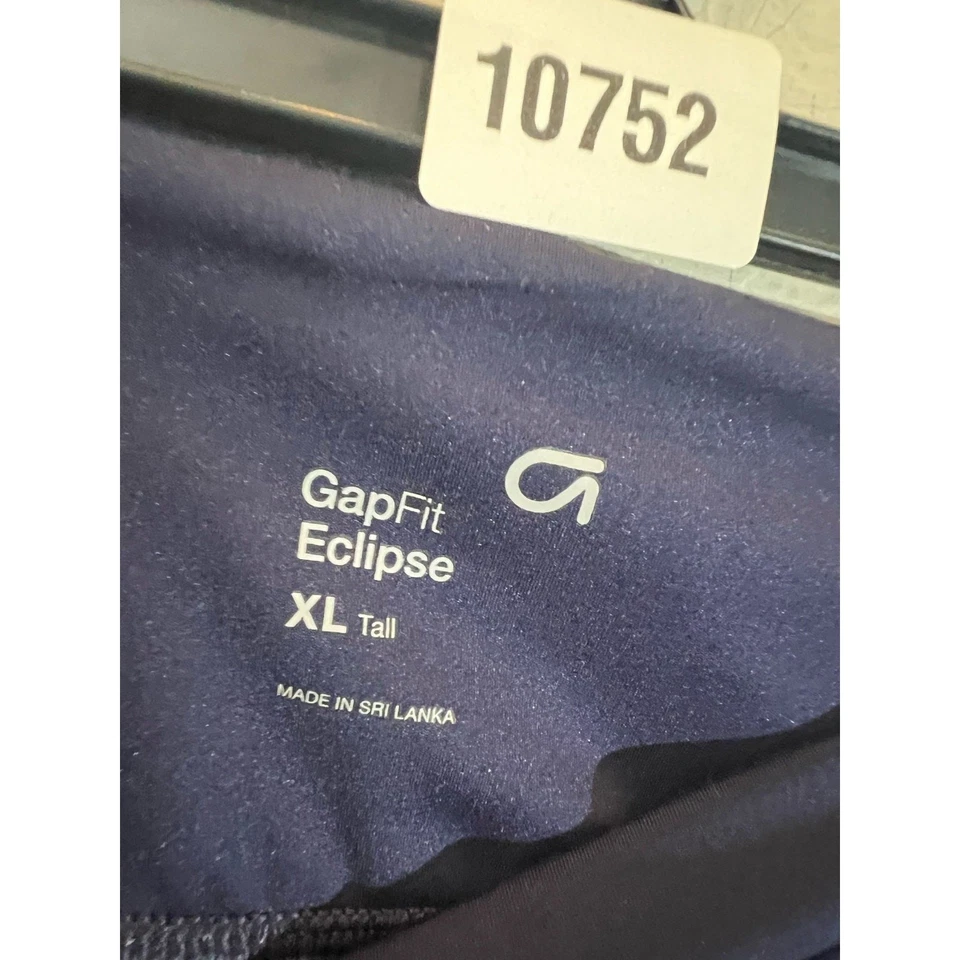 10752
GapFit
Eclipse
XL Tall
MADE IN SRI LANKA